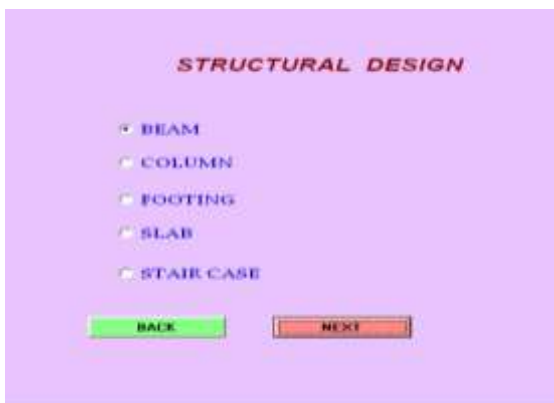 STRUCTURAL DESIGN
BEAM
COLUMN
FOOTING
SLAB
STAIR CASE
BACK
NEXT